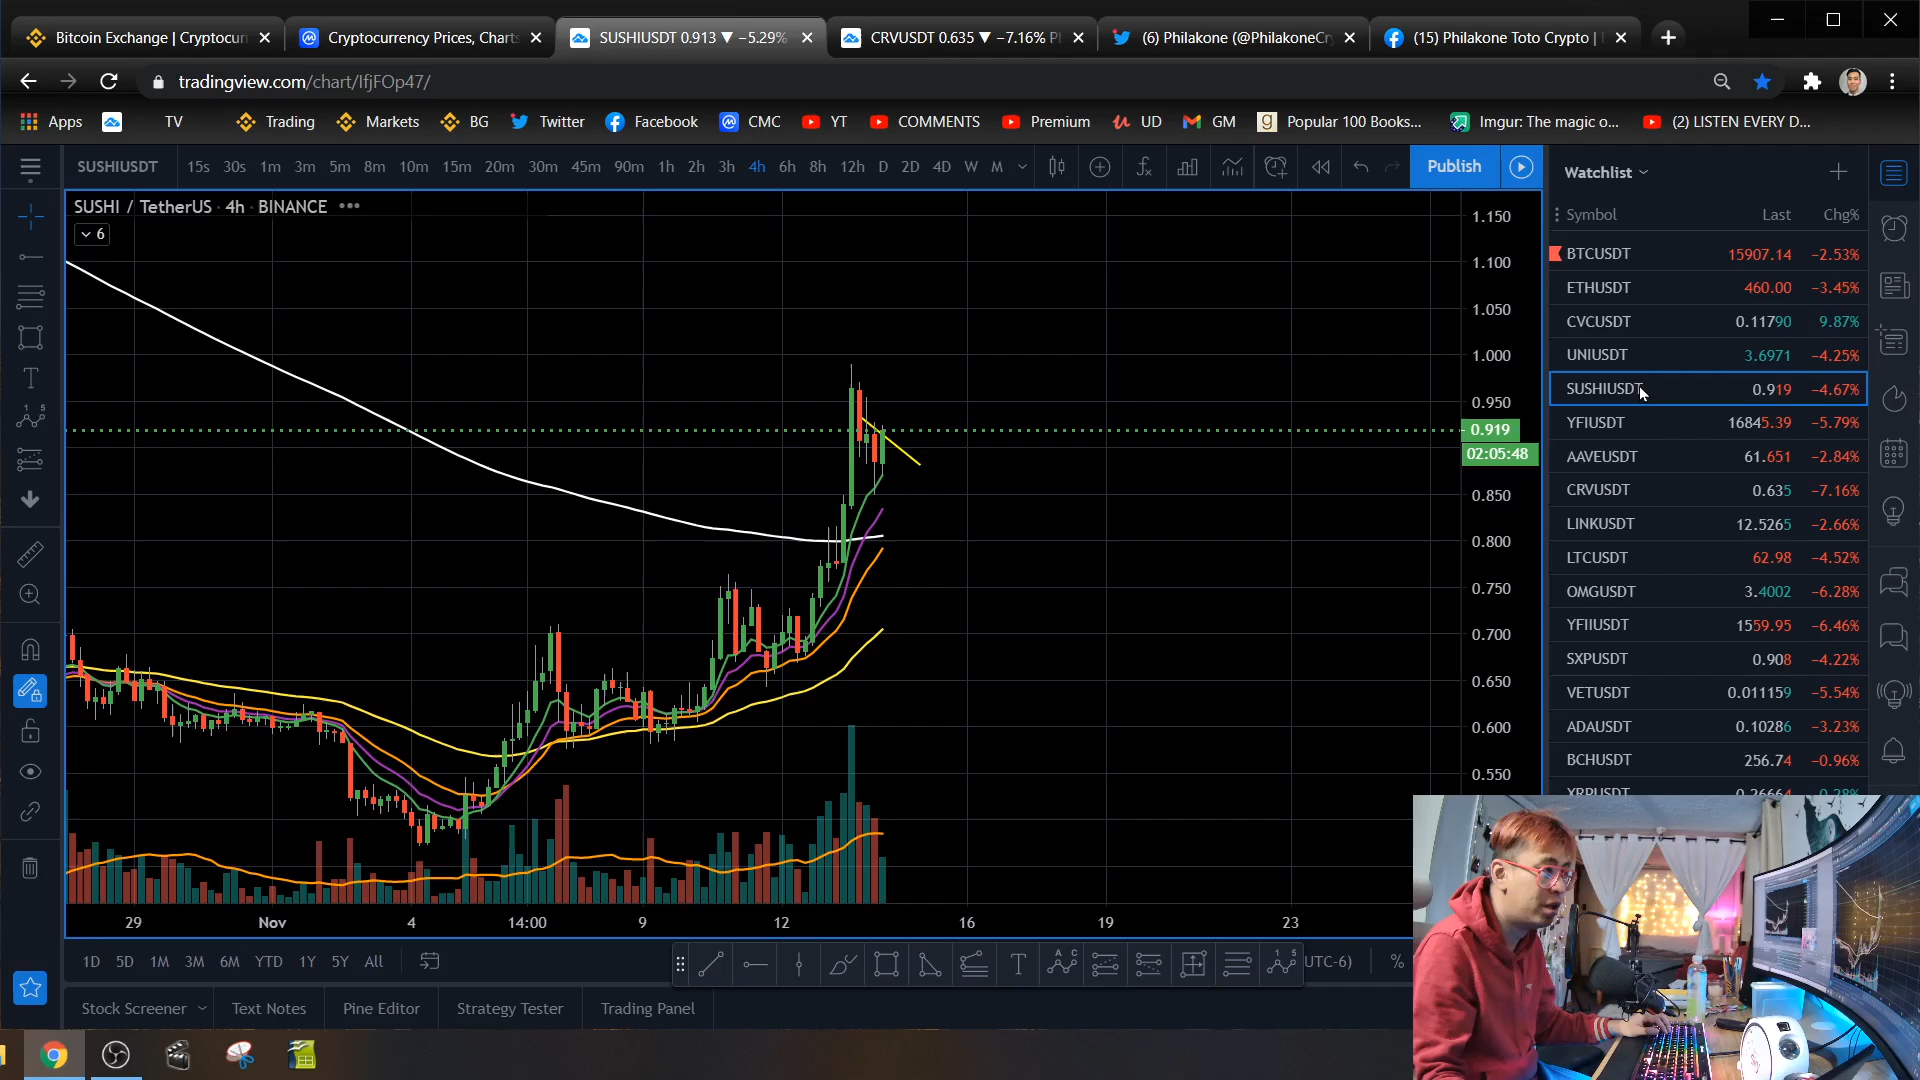 Bitcoin Exchange | Cryptocurr
Cryptocurrency Prices, Charts
SUSHIUSDT 0.913 ▼ −5.29%
CRVUSDT 0.635 ▼ −7.16%
(6) Philakone (@PhilakoneCr
(15) Philakone Toto Crypto |
tradingview.com/chart/IfjFOp47/
Apps TV Trading Markets BG Twitter Facebook CMC YT COMMENTS Premium UD GM Popular 100 Books... Imgur: The magic o... (2) LISTEN EVERY D...
SUSHIUSDT 15s 30s 1m 3m 5m 8m 10m 15m 20m 30m 45m 90m 1h 2h 3h 4h 6h 8h 12h D 2D 4D W M Publish
Watchlist
SUSHI / TetherUS · 4h · BINANCE
6
Symbol Last Chg%
BTCUSDT 15907.14 −2.53%
ETHUSDT 460.00 −3.45%
CVCUSDT 0.11790 9.87%
UNIUSDT 3.6971 −4.25%
SUSHIUSDT 0.919 −4.67%
YFIUSDT 16845.39 −5.79%
AAVEUSDT 61.651 −2.84%
CRVUSDT 0.635 −7.16%
LINKUSDT 12.5265 −2.66%
LTCUSDT 62.98 −4.52%
OMGUSDT 3.4002 −6.28%
YFIIUSDT 1559.95 −6.46%
SXPUSDT 0.908 −4.22%
VETUSDT 0.011159 −5.54%
ADAUSDT 0.10286 −3.23%
BCHUSDT 256.74 −0.96%
1.150
1.100
1.050
1.000
0.950
0.919
02:05:48
0.850
0.800
0.750
0.700
0.650
0.600
0.550
29 Nov 4 14:00 9 12 16 19 23
1D 5D 1M 3M 6M YTD 1Y 5Y All
UTC-6) %
Stock Screener Text Notes Pine Editor Strategy Tester Trading Panel